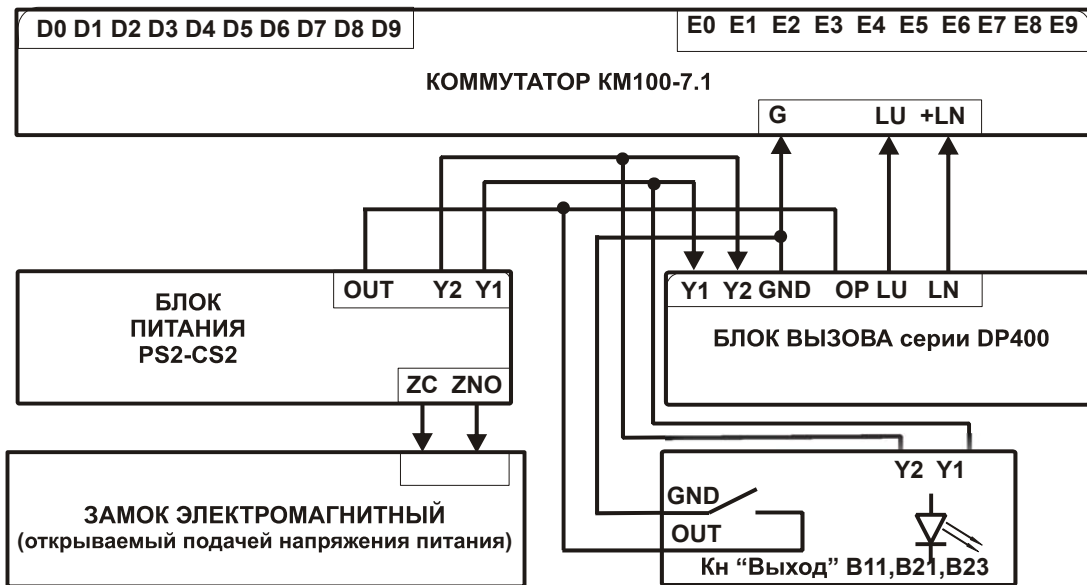 D0 D1 D2 D3 D4 D5 D6 D7 D8 D9
E0 E1 E2 E3 E4 E5 E6 E7 E8 E9
КОММУТАТОР КМ100-7.1
G LU +LN
OUT Y2 Y1
БЛОК
ПИТАНИЯ
PS2-CS2
ZC ZNO
Y1 Y2 GND OP LU LN
БЛОК ВЫЗОВА серии DP400
ЗАМОК ЭЛЕКТРОМАГНИТНЫЙ
(открываемый подачей напряжения питания)
Y2 Y1
GND
OUT
Кн “Выход” В11,В21,В23